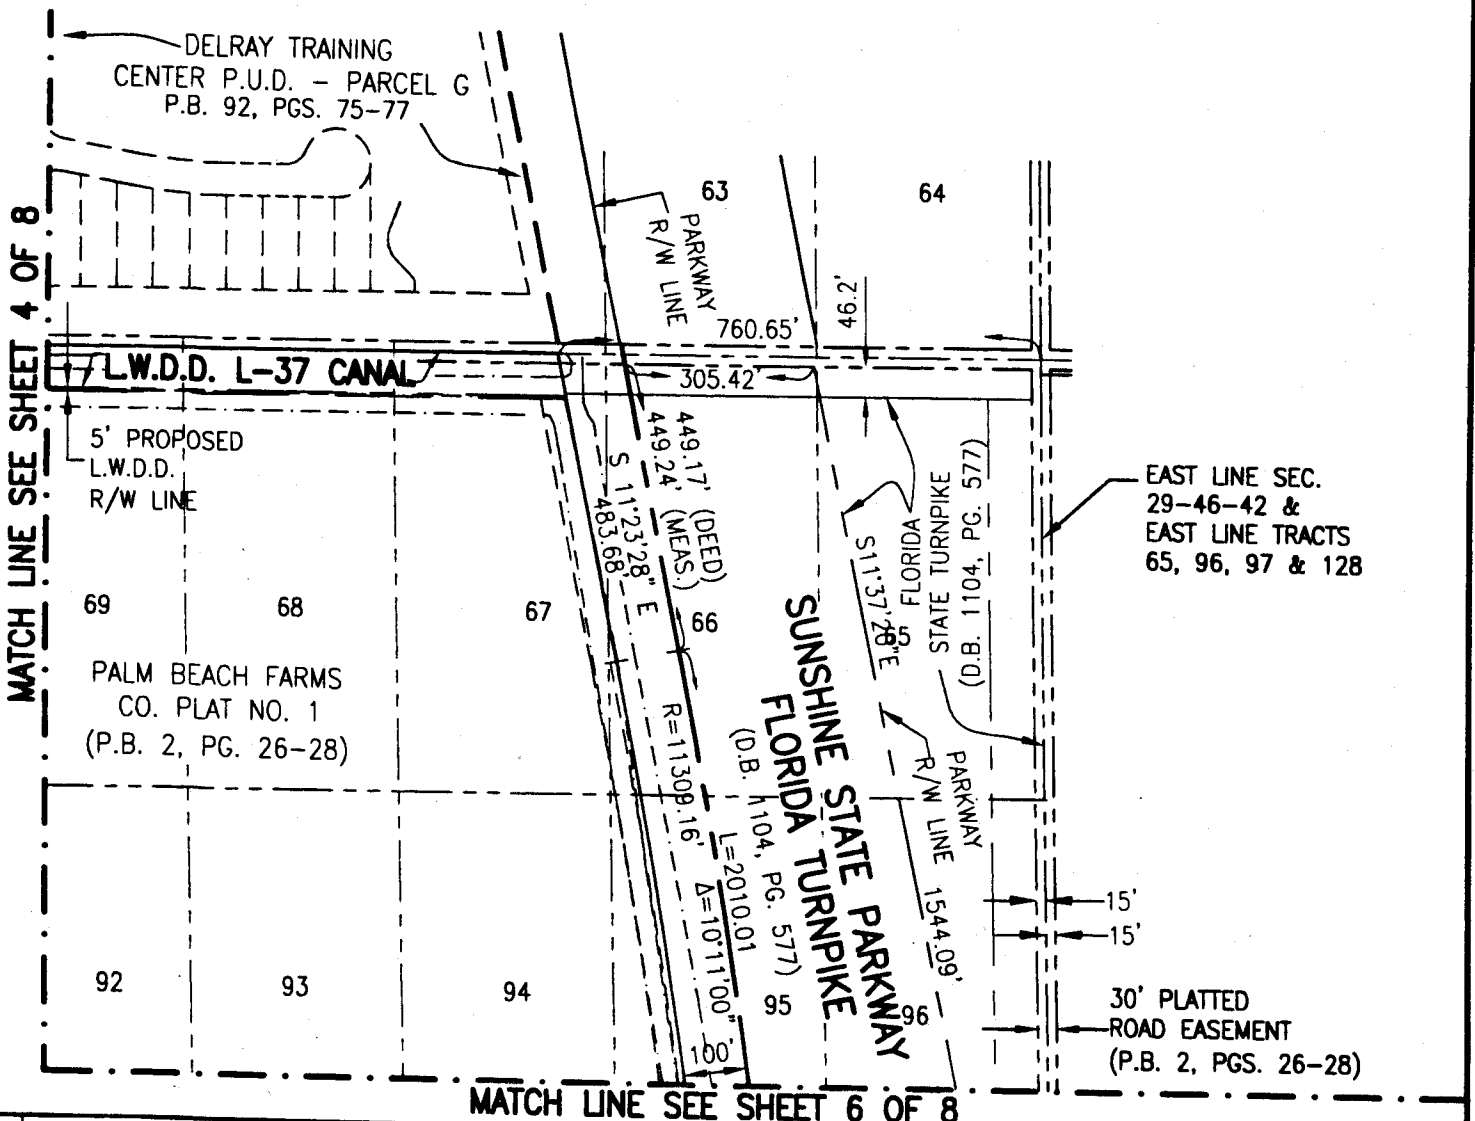 DELRAY TRAINING
CENTER P.U.D. – PARCEL G
P.B. 92, PGS. 75–77
63
64
PARKWAY
R/W LINE
46.2'
760.65'
MATCH LINE SEE SHEET 4 OF 8
L.W.D.D. L-37 CANAL
305.42'
5' PROPOSED
L.W.D.D.
R/W LINE
449.17' (DEED)
449.24' (MEAS.)
S 11°23'28" E
483.68'
S11°37'28"E
FLORIDA
STATE TURNPIKE
(D.B. 1104, PG. 577)
EAST LINE SEC.
29-46-42 &
EAST LINE TRACTS
65, 96, 97 & 128
69
68
67
66
65
PALM BEACH FARMS
CO. PLAT NO. 1
(P.B. 2, PG. 26-28)
SUNSHINE STATE PARKWAY
FLORIDA TURNPIKE
(D.B. 1104, PG. 577)
R=11309.16'
L=2010.01
Δ=10°11'00"
PARKWAY
R/W LINE
1544.09'
15'
15'
92
93
94
95
96
30' PLATTED
ROAD EASEMENT
(P.B. 2, PGS. 26-28)
100'
MATCH LINE SEE SHEET 6 OF 8